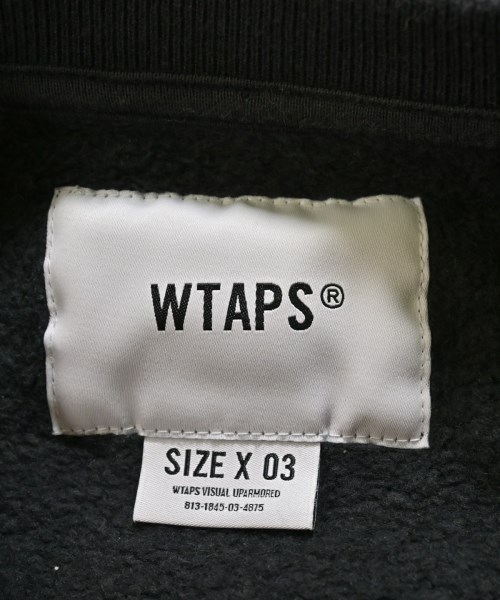 WTAPS®
SIZE X 03
WTAPS VISUAL UPARMORED
813-1845-03-4875